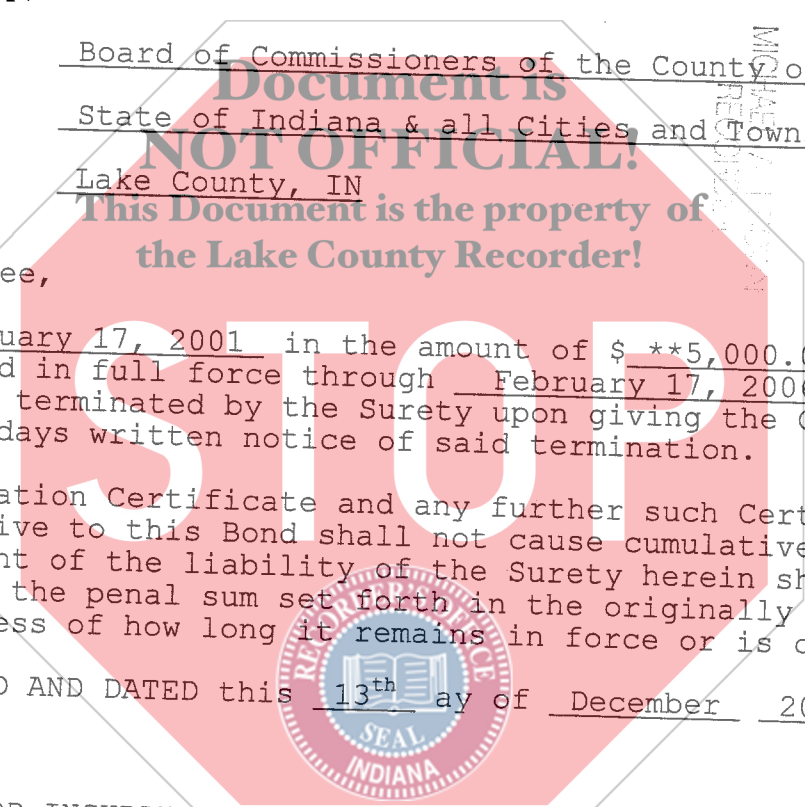 Board of Commissioners of the County o
State of Indiana & all Cities and Town
Lake County, IN
Document is
NOT OFFICIAL!
This Document is the property of
the Lake County Recorder!
ee,
uary 17, 2001 in the amount of $ **5,000.
d in full force through February 17, 200
terminated by the Surety upon giving the
days written notice of said termination.
STOP
ation Certificate and any further such Cert
ive to this Bond shall not cause cumulative
nt of the liability of the Surety herein sh
the penal sum set forth in the originally
ess of how long it remains in force or is
D AND DATED this 13th ay of December 20
RECORDER'S OFFICE
SEAL
INDIANA